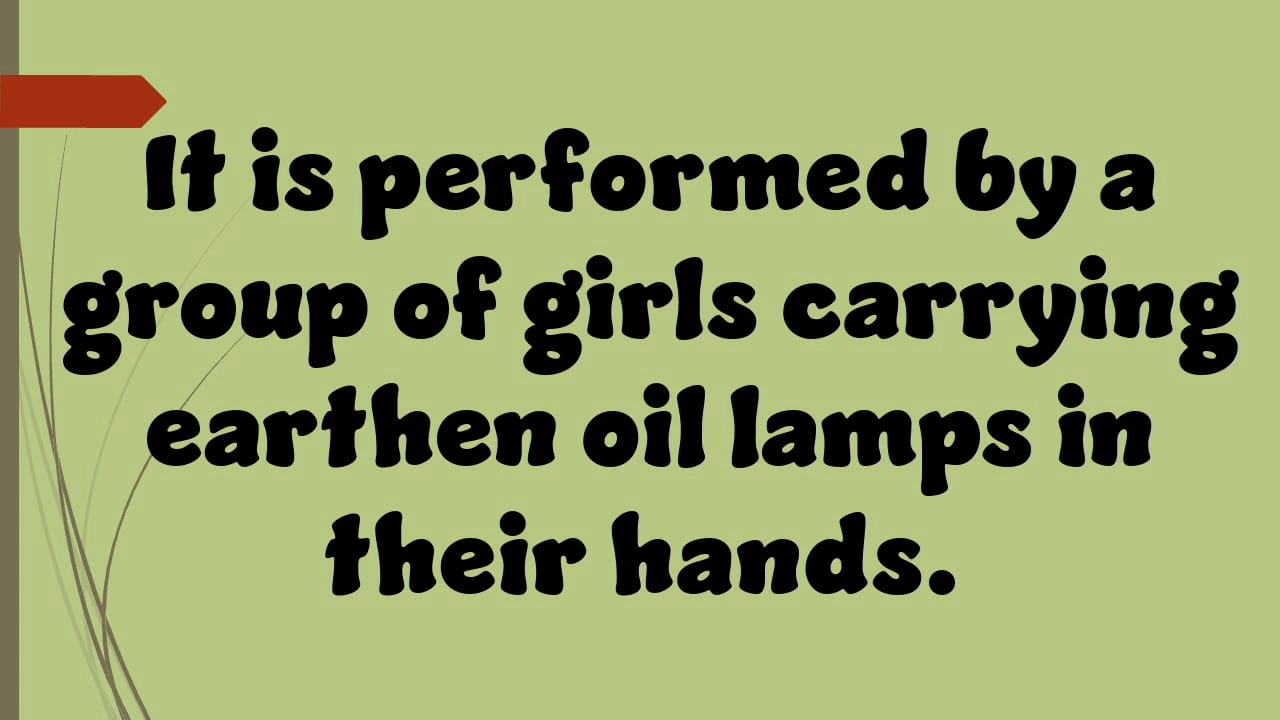 It is performed by a
group of girls carrying
earthen oil lamps in
their hands.